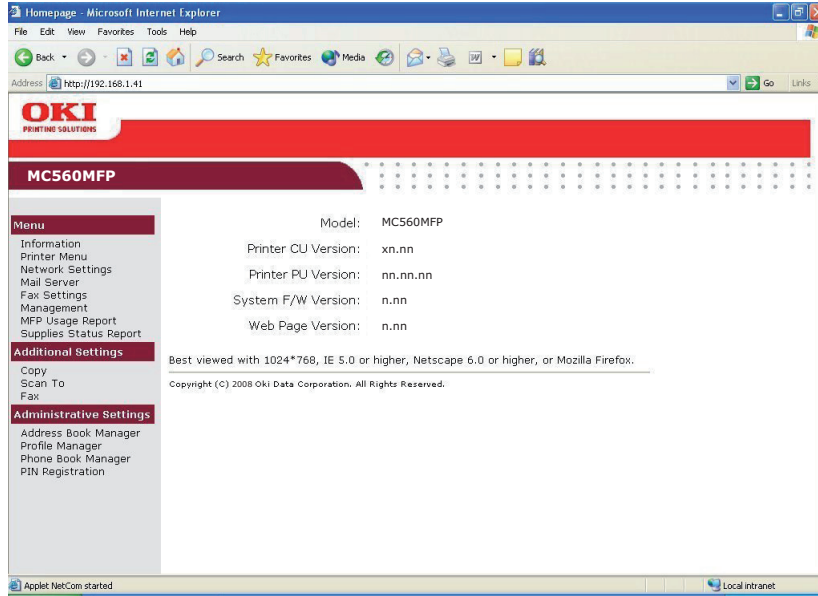 Homepage - Microsoft Internet Explorer
File Edit View Favorites Tools Help
Back Search Favorites Media
Address http://192.168.1.41 Go Links
OKI
PRINTING SOLUTIONS
MC560MFP
Menu
Information
Printer Menu
Network Settings
Mail Server
Fax Settings
Management
MFP Usage Report
Supplies Status Report
Additional Settings
Copy
Scan To
Fax
Administrative Settings
Address Book Manager
Profile Manager
Phone Book Manager
PIN Registration
Model: MC560MFP
Printer CU Version: xn.nn
Printer PU Version: nn.nn.nn
System F/W Version: n.nn
Web Page Version: n.nn
Best viewed with 1024*768, IE 5.0 or higher, Netscape 6.0 or higher, or Mozilla Firefox.
Copyright (C) 2008 Oki Data Corporation. All Rights Reserved.
Applet NetCom started Local intranet